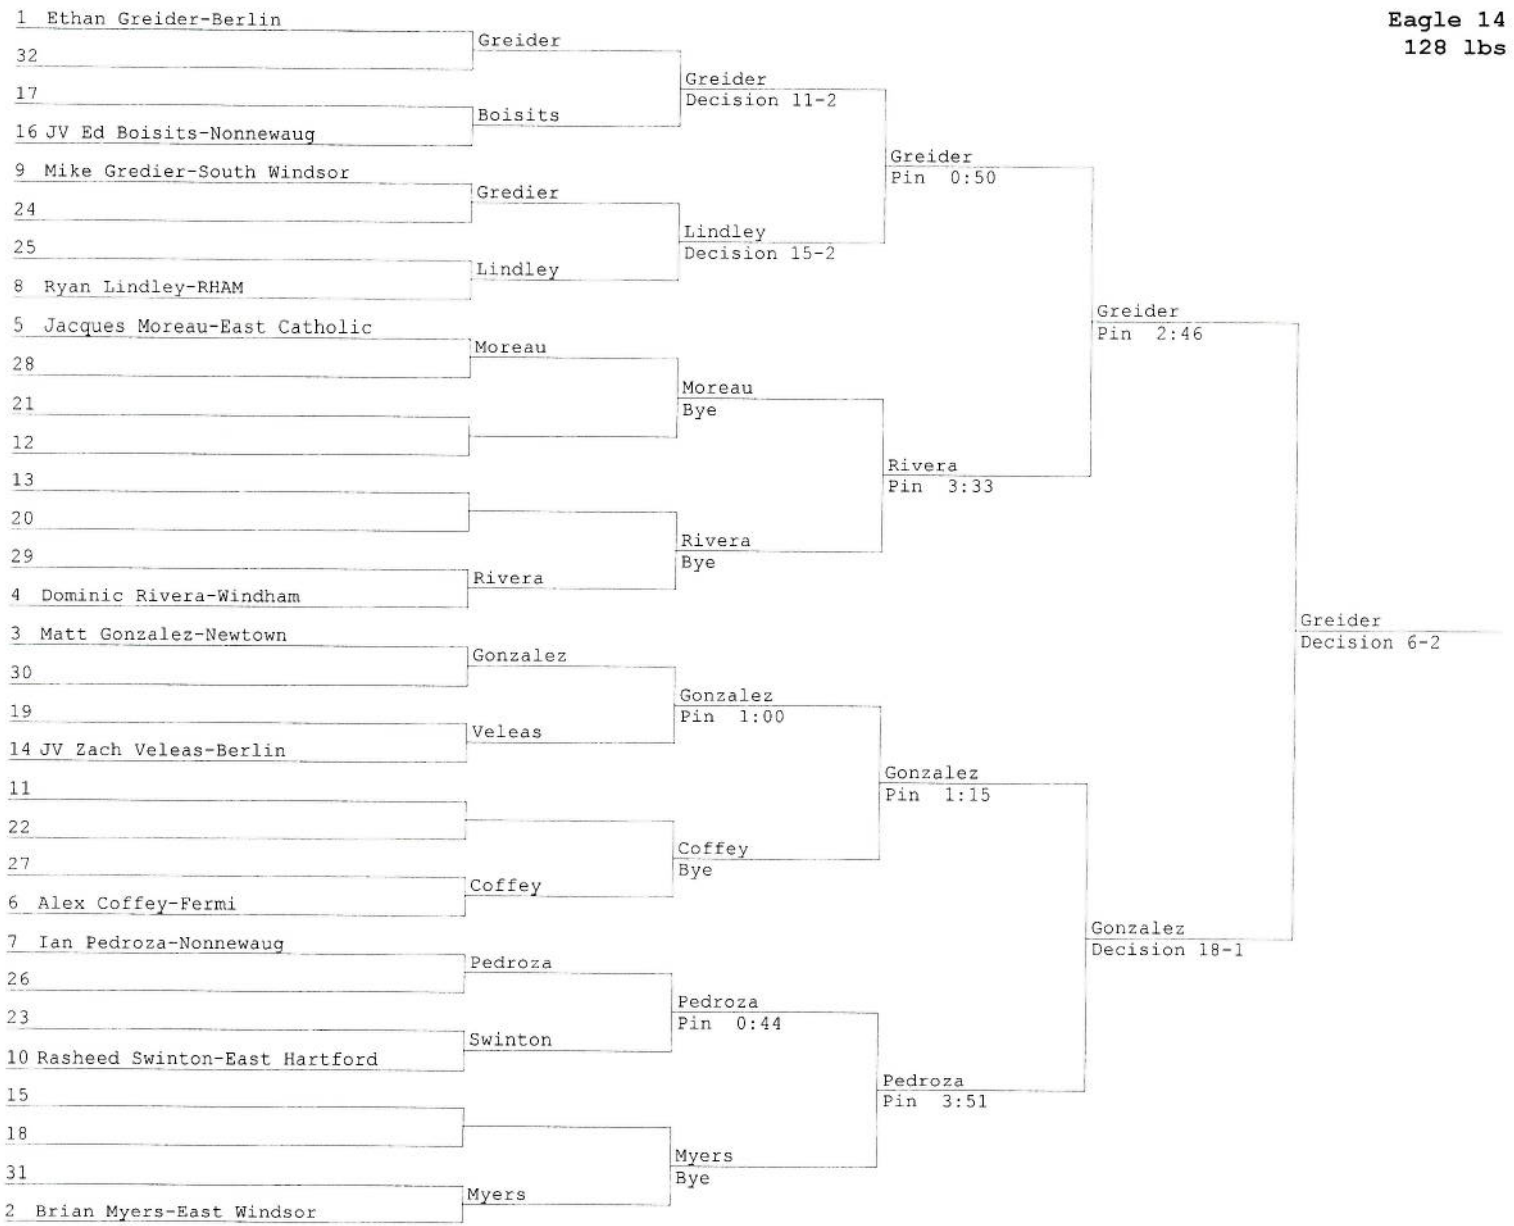 Eagle 14
128 lbs
1 Ethan Greider-Berlin
32
17
16 JV Ed Boisits-Nonnewaug
9 Mike Gredier-South Windsor
24
25
8 Ryan Lindley-RHAM
5 Jacques Moreau-East Catholic
28
21
12
13
20
29
4 Dominic Rivera-Windham
3 Matt Gonzalez-Newtown
30
19
14 JV Zach Veleas-Berlin
11
22
27
6 Alex Coffey-Fermi
7 Ian Pedroza-Nonnewaug
26
23
10 Rasheed Swinton-East Hartford
15
18
31
2 Brian Myers-East Windsor
Greider
Boisits
Gredier
Lindley
Moreau
Rivera
Gonzalez
Veleas
Coffey
Pedroza
Swinton
Myers
Greider
Decision 11-2
Lindley
Decision 15-2
Moreau
Bye
Rivera
Bye
Gonzalez
Pin 1:00
Coffey
Bye
Pedroza
Pin 0:44
Myers
Bye
Greider
Pin 0:50
Rivera
Pin 3:33
Gonzalez
Pin 1:15
Pedroza
Pin 3:51
Greider
Pin 2:46
Gonzalez
Decision 18-1
Greider
Decision 6-2